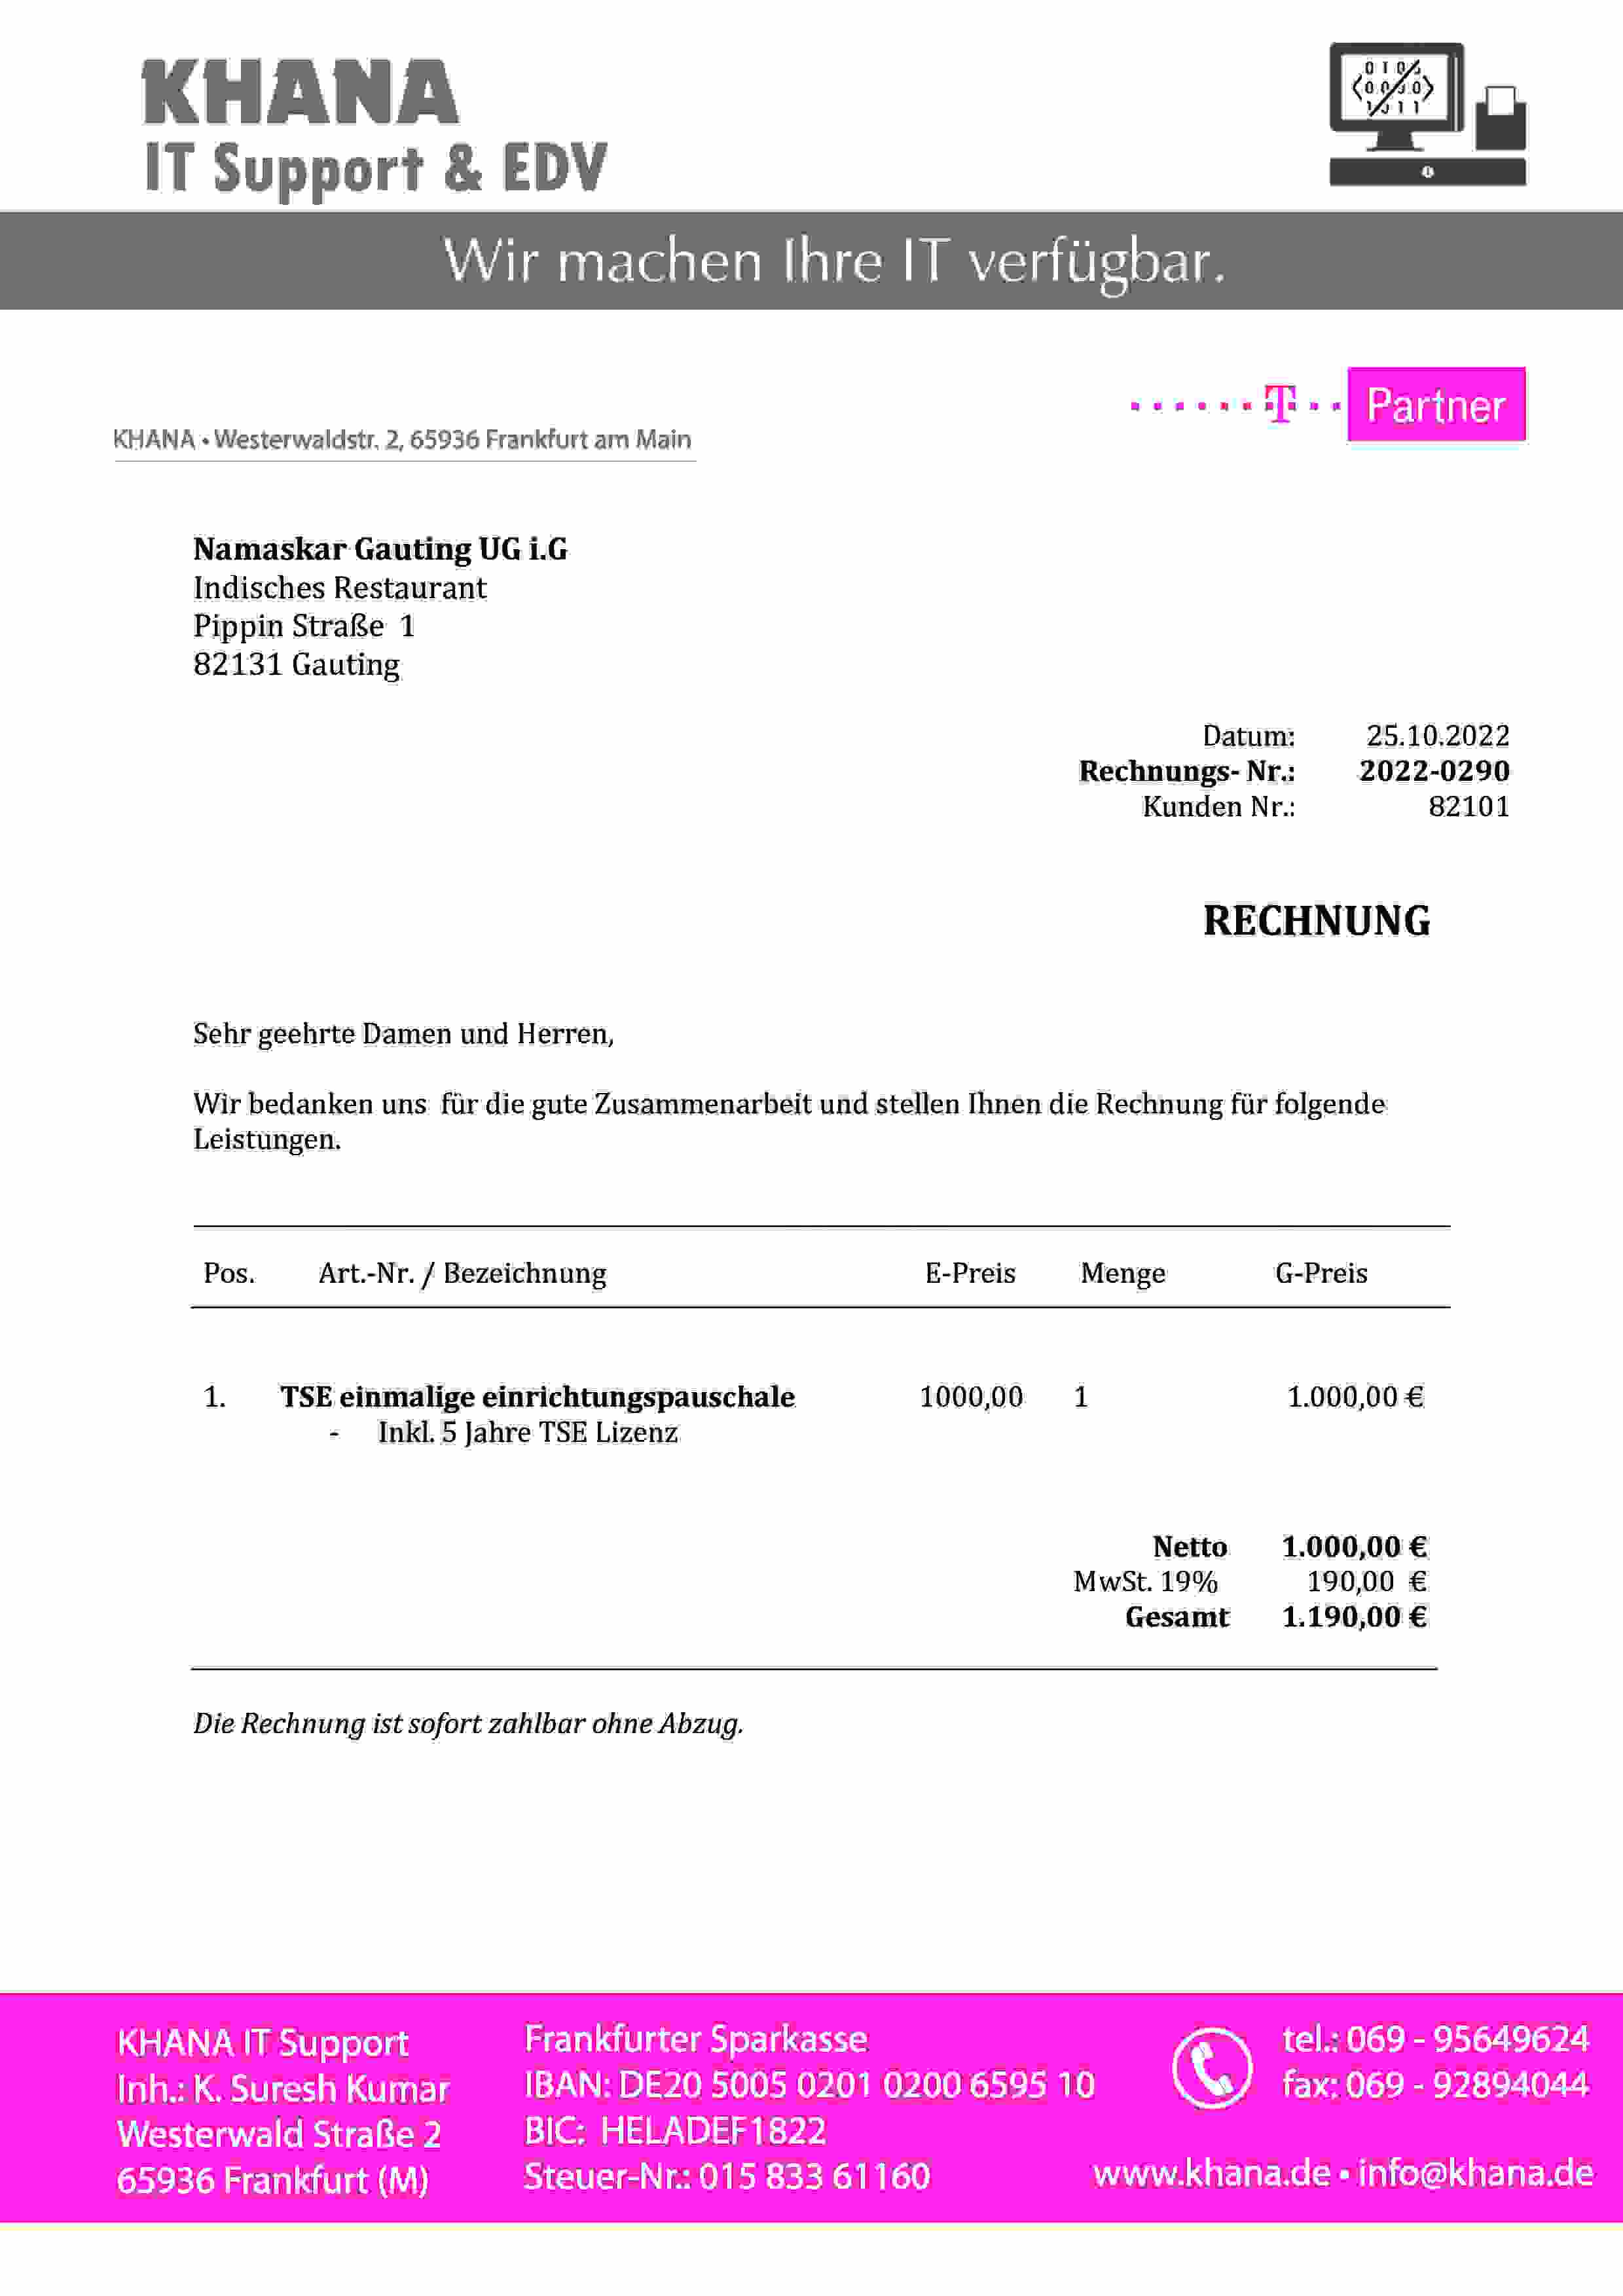 KHANA
IT Support & EDV
Wir machen Ihre IT verfügbar.
T Partner
KHANA • Westerwaldstr. 2, 65936 Frankfurt am Main
Namaskar Gauting UG i.G
Indisches Restaurant
Pippin Straße 1
82131 Gauting
Datum: 25.10.2022
Rechnungs- Nr.: 2022-0290
Kunden Nr.: 82101
RECHNUNG
Sehr geehrte Damen und Herren,
Wir bedanken uns für die gute Zusammenarbeit und stellen Ihnen die Rechnung für folgende
Leistungen.
Pos. Art.-Nr. / Bezeichnung E-Preis Menge G-Preis
1. TSE einmalige einrichtungspauschale 1000,00 1 1.000,00 €
- Inkl. 5 Jahre TSE Lizenz
Netto 1.000,00 €
MwSt. 19% 190,00 €
Gesamt 1.190,00 €
Die Rechnung ist sofort zahlbar ohne Abzug.
KHANA IT Support
Inh.: K. Suresh Kumar
Westerwald Straße 2
65936 Frankfurt (M)
Frankfurter Sparkasse
IBAN: DE20 5005 0201 0200 6595 10
BIC: HELADEF1822
Steuer-Nr.: 015 833 61160
tel.: 069 - 95649624
fax: 069 - 92894044
www.khana.de • info@khana.de